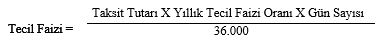 Taksit Tutarı X Yıllık Tecil Faizi Oranı X Gün Sayısı
Tecil Faizi =
36.000